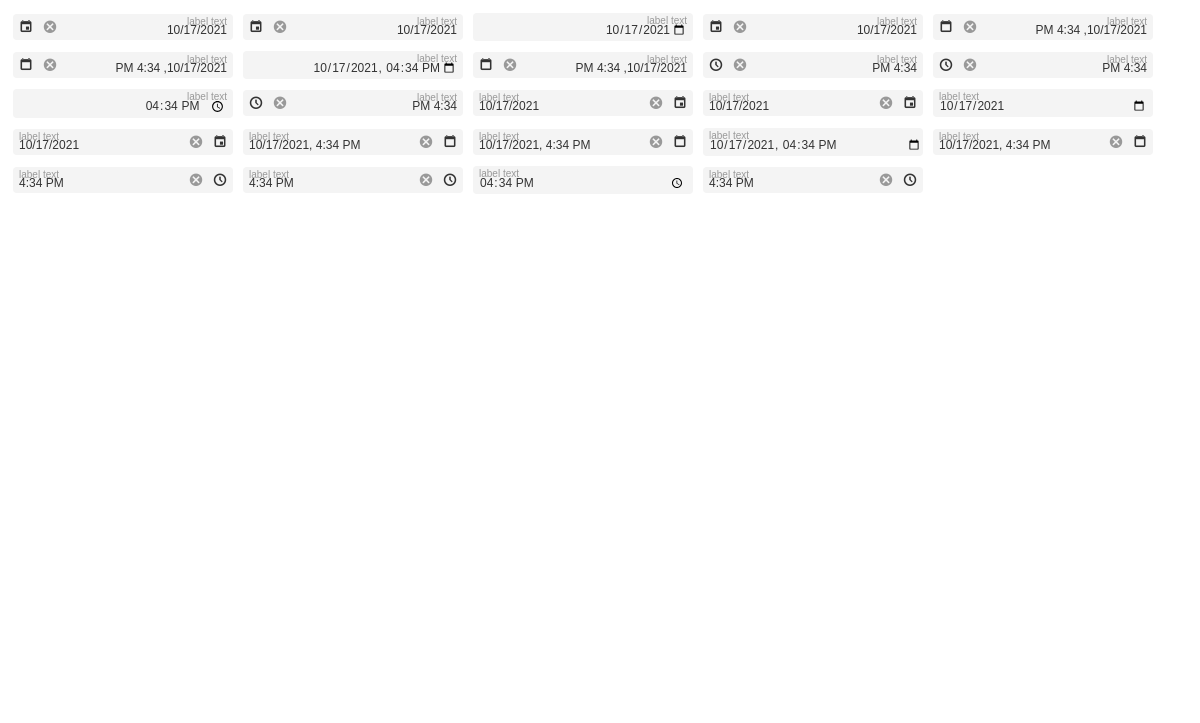 label text
10/17/2021
label text
10/17/2021
label text
10/17/2021
label text
10/17/2021
label text
PM 4:34 ,10/17/2021
label text
PM 4:34 ,10/17/2021
label text
10/17/2021, 04:34 PM
label text
PM 4:34 ,10/17/2021
label text
PM 4:34
label text
PM 4:34
label text
04:34 PM
label text
PM 4:34
label text
10/17/2021
label text
10/17/2021
label text
10/17/2021
label text
10/17/2021
label text
10/17/2021, 4:34 PM
label text
10/17/2021, 4:34 PM
label text
10/17/2021, 04:34 PM
label text
10/17/2021, 4:34 PM
label text
4:34 PM
label text
4:34 PM
label text
04:34 PM
label text
4:34 PM